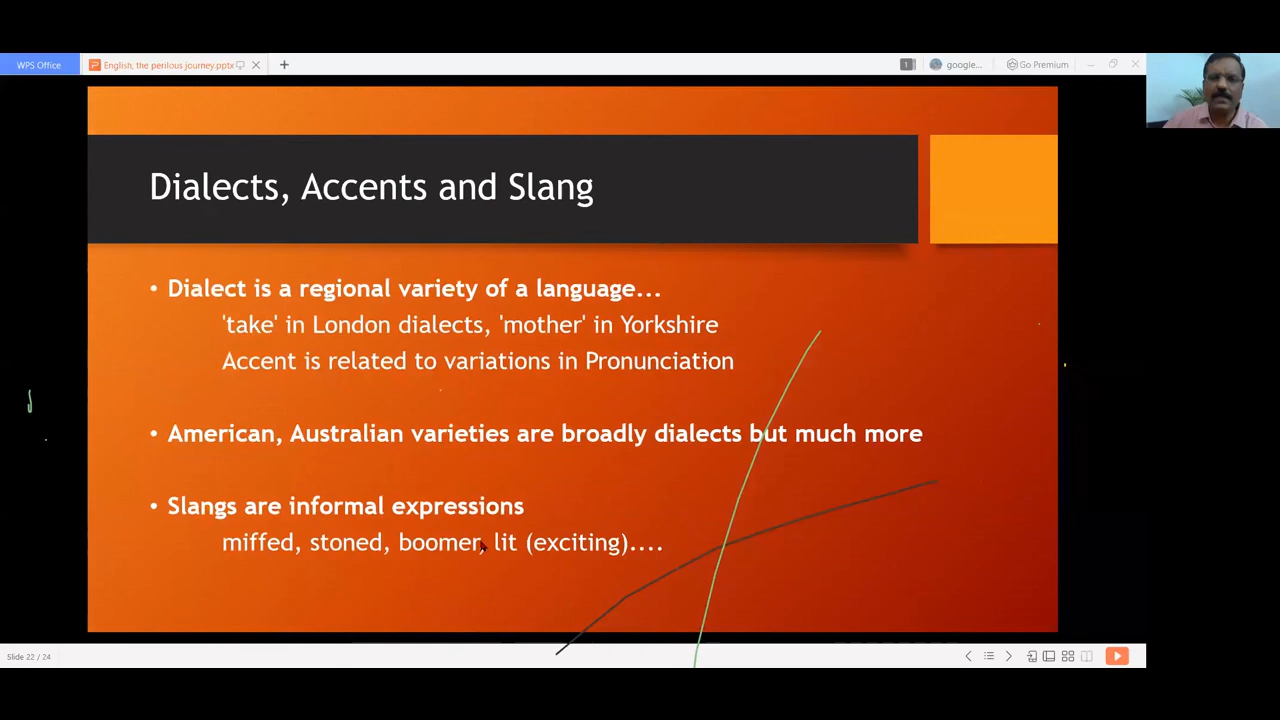 WPS Office
English, the perilous journey.pptx
1
google...
Go Premium
Dialects, Accents and Slang
• Dialect is a regional variety of a language...
'take' in London dialects, 'mother' in Yorkshire
Accent is related to variations in Pronunciation
• American, Australian varieties are broadly dialects but much more
• Slangs are informal expressions
miffed, stoned, boomer, lit (exciting)....
Slide 22 / 24